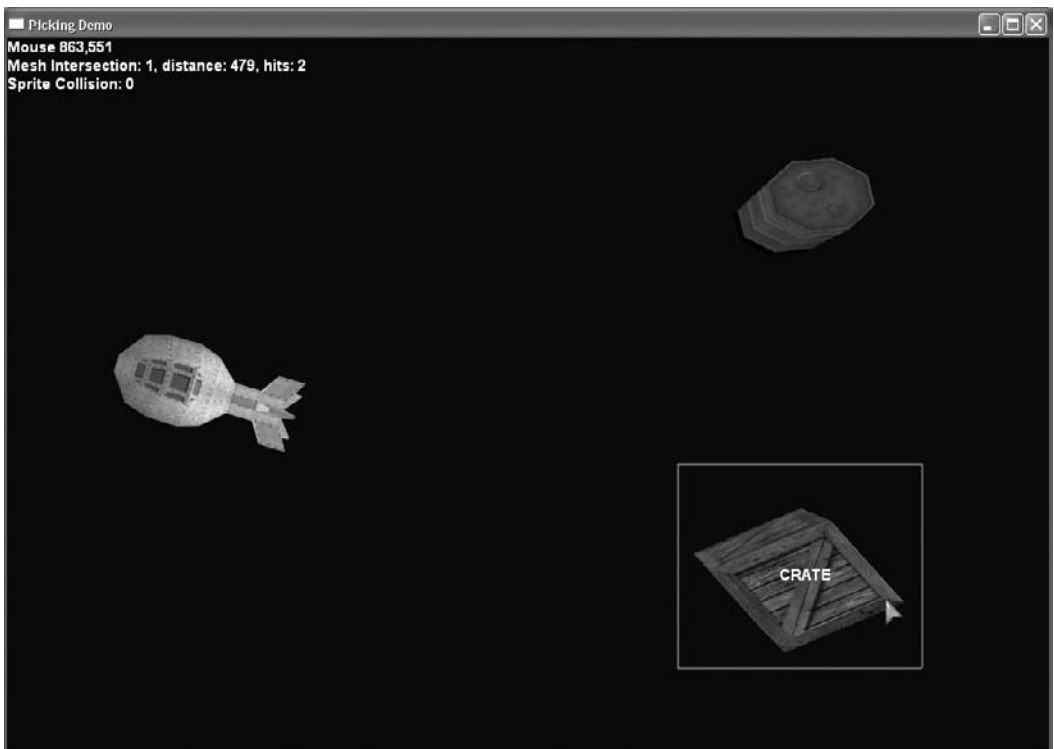 Picking Demo
Mouse 863,551
Mesh Intersection: 1, distance: 479, hits: 2
Sprite Collision: 0
CRATE